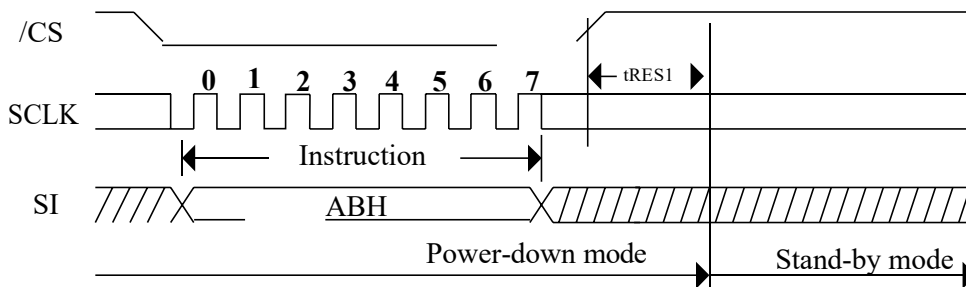 /CS
tRES1
0 1 2 3 4 5 6 7
SCLK
Instruction
SI
ABH
Power-down mode
Stand-by mode